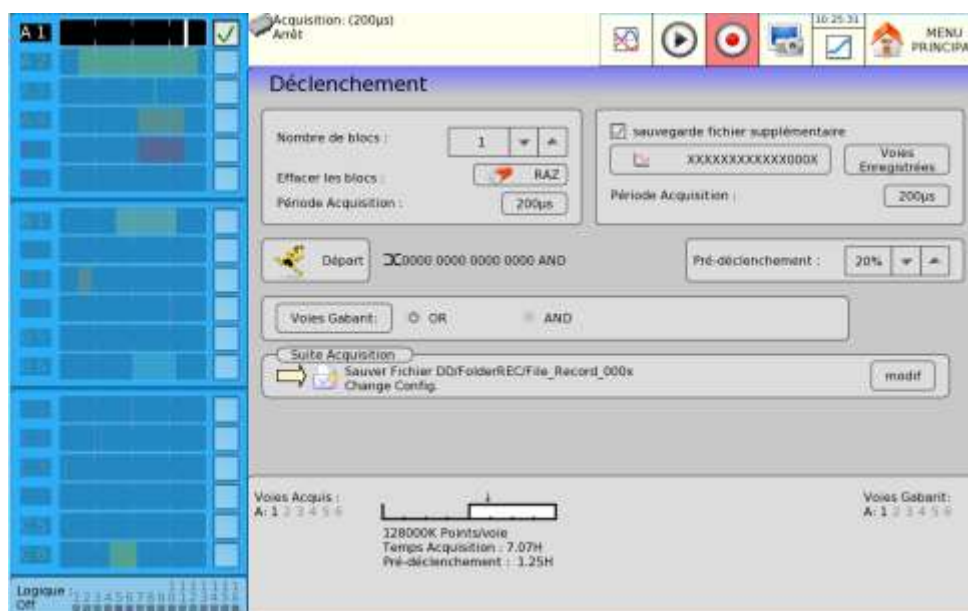 A 1
Acquisition: (200µs)
Arrêt
10:25:31
MENU
PRINCIPA
Déclenchement
Nombre de blocs :
1
Effacer les blocs :
RAZ
Période Acquisition :
200µs
sauvegarde fichier supplémentaire
XXXXXXXXXXXX000X
Voies
Enregistrées
Période Acquisition :
200µs
Départ
0000 0000 0000 0000 AND
Pré-déclenchement :
20%
Voies Gabarit:
OR
AND
Suite Acquisition
Sauver Fichier DD/FolderREC/File_Record_000x
Change Config.
modif
Voies Acquis :
A: 1 2 3 4 5 6
128000K Points/voie
Temps Acquisition : 7.07H
Pré-déclenchement : 1.25H
Voies Gabarit:
A: 1 2 3 4 5 6
Logique :
Off